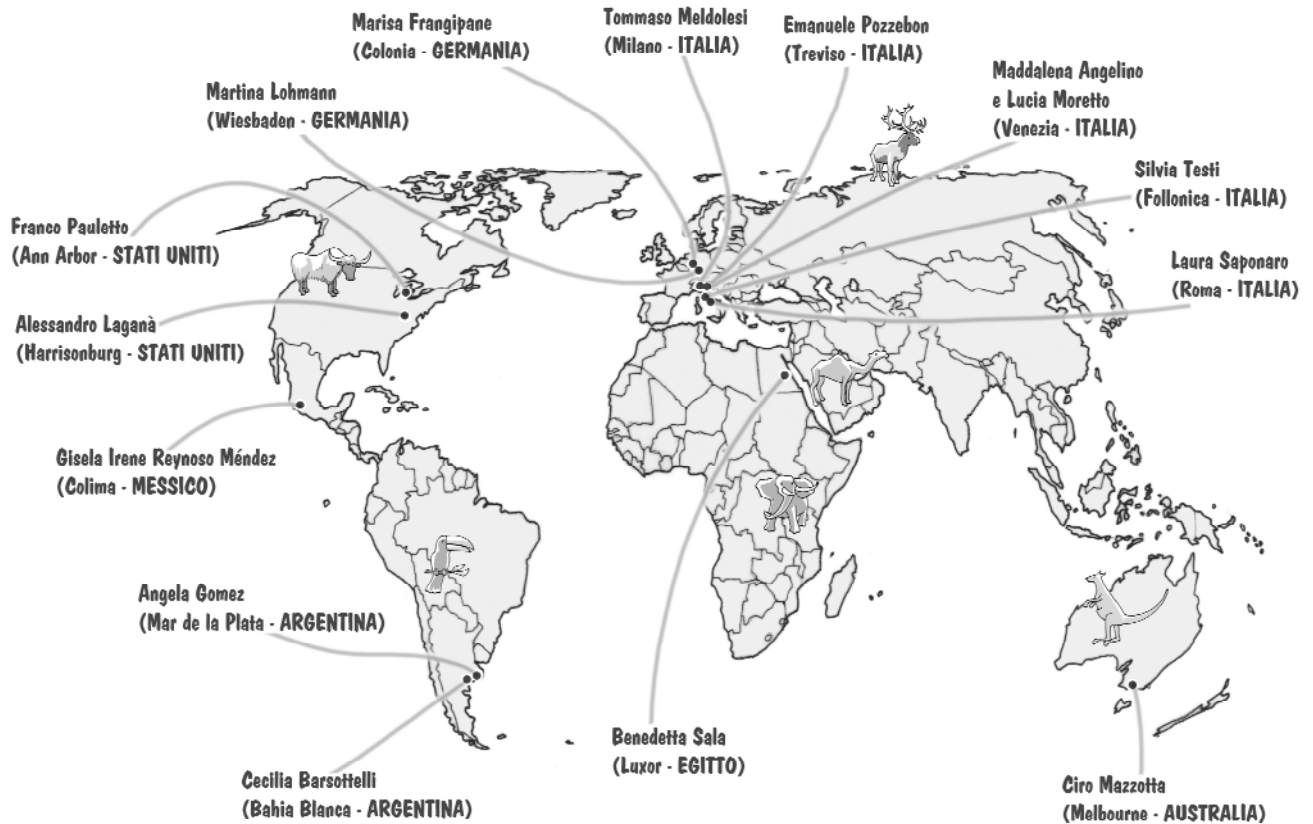 Marisa Frangipane
(Colonia - GERMANIA)
Tommaso Meldolesi
(Milano - ITALIA)
Emanuele Pozzebon
(Treviso - ITALIA)
Maddalena Angelino
e Lucia Moretto
(Venezia - ITALIA)
Martina Lohmann
(Wiesbaden - GERMANIA)
Silvia Testi
(Follonica - ITALIA)
Franco Pauletto
(Ann Arbor - STATI UNITI)
Laura Saponaro
(Roma - ITALIA)
Alessandro Laganà
(Harrisonburg - STATI UNITI)
Gisela Irene Reynoso Méndez
(Colima - MESSICO)
Angela Gomez
(Mar de la Plata - ARGENTINA)
Benedetta Sala
(Luxor - EGITTO)
Cecilia Barsottelli
(Bahia Blanca - ARGENTINA)
Ciro Mazzotta
(Melbourne - AUSTRALIA)